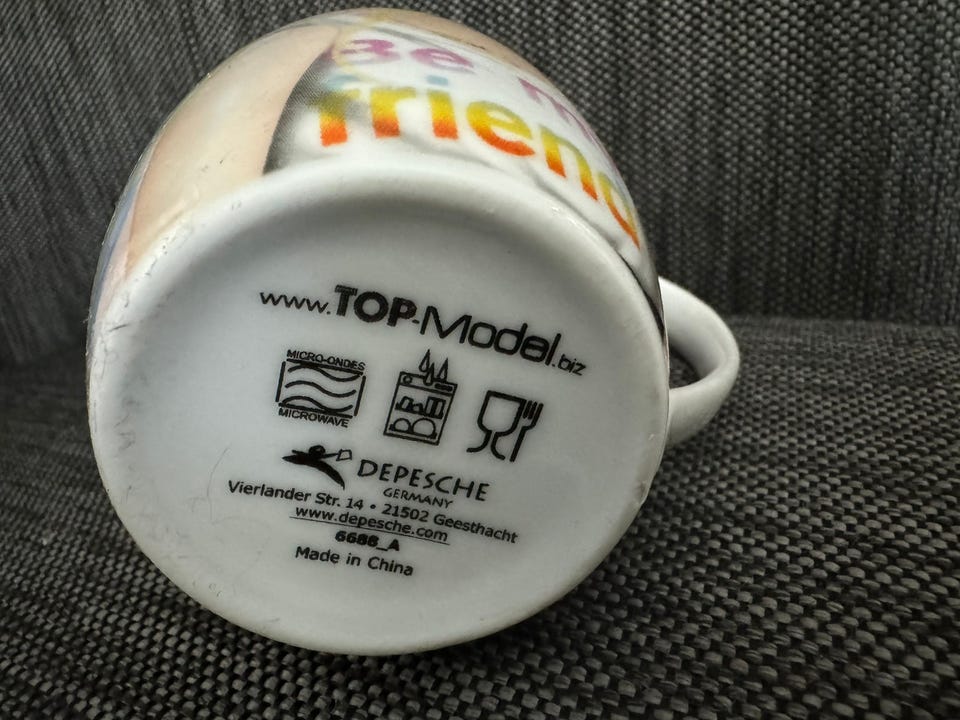 Be m
friend
www.TOP-Model.biz
MICRO-ONDES
MICROWAVE
DEPESCHE
GERMANY
Vierlander Str. 14 • 21502 Geesthacht
www.depesche.com
6688_A
Made in China